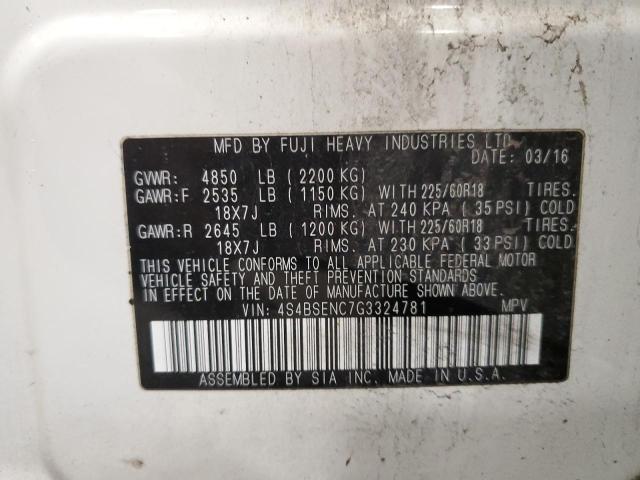 MFD BY FUJI HEAVY INDUSTRIES LTD.
DATE: 03/16
GVWR: 4850 LB ( 2200 KG)
GAWR:F 2535 LB ( 1150 KG) WITH 225/60R18 TIRES.
18X7J RIMS. AT 240 KPA ( 35 PSI) COLD
GAWR:R 2645 LB ( 1200 KG) WITH 225/60R18 TIRES.
18X7J RIMS. AT 230 KPA ( 33 PSI) COLD
THIS VEHICLE CONFORMS TO ALL APPLICABLE FEDERAL MOTOR
VEHICLE SAFETY AND THEFT PREVENTION STANDARDS
IN EFFECT ON THE DATE OF MANUFACTURE SHOWN ABOVE.
VIN: 4S4BSENC7G3324781 MPV
ASSEMBLED BY SIA INC. MADE IN U.S.A.